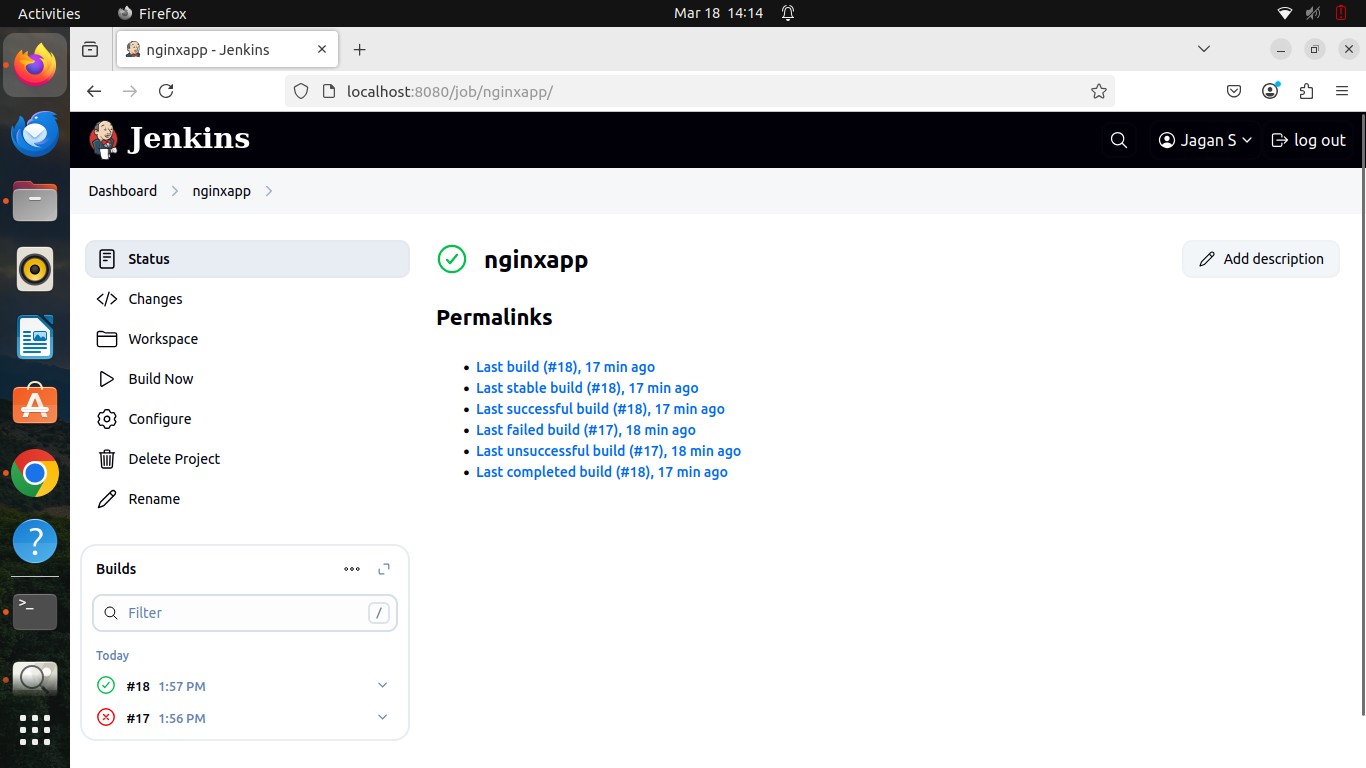 Activities Firefox Mar 18 14:14
nginxapp - Jenkins
localhost:8080/job/nginxapp/
Jenkins Jagan S log out
Dashboard nginxapp
Status
Changes
Workspace
Build Now
Configure
Delete Project
Rename
Builds
Filter /
Today
#18 1:57 PM
#17 1:56 PM
nginxapp Add description
Permalinks
Last build (#18), 17 min ago
Last stable build (#18), 17 min ago
Last successful build (#18), 17 min ago
Last failed build (#17), 18 min ago
Last unsuccessful build (#17), 18 min ago
Last completed build (#18), 17 min ago